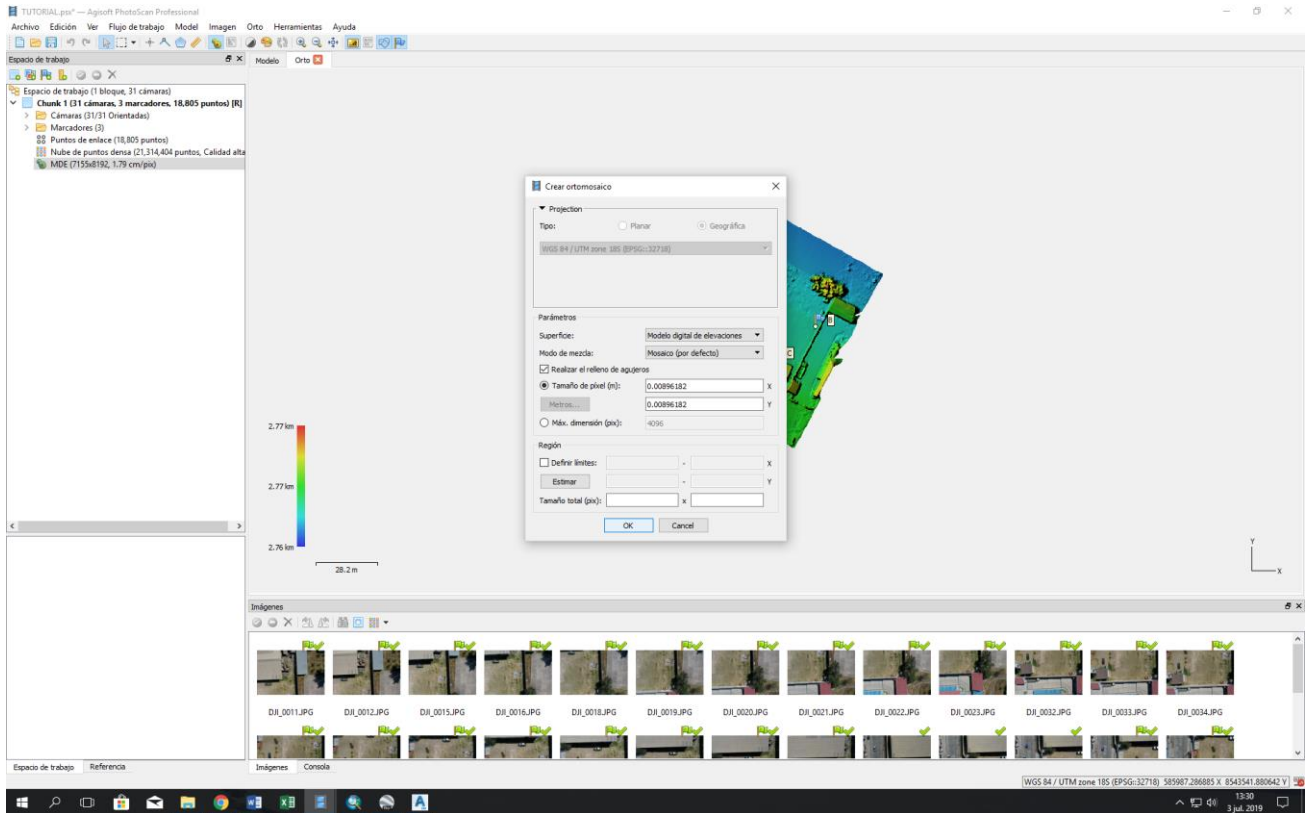 TUTORIAL.psx* — Agisoft PhotoScan Professional
Archivo Edición Ver Flujo de trabajo Model Imagen Orto Herramientas Ayuda
Espacio de trabajo
Modelo Orto
Espacio de trabajo (1 bloque, 31 cámaras)
Chunk 1 (31 cámaras, 3 marcadores, 18,805 puntos) [R]
Cámaras (31/31 Orientadas)
Marcadores (3)
Puntos de enlace (18,805 puntos)
Nube de puntos densa (21,314,404 puntos, Calidad alta
MDE (7155x8192, 1.79 cm/pix)
Crear ortomosaico
Projection
Tipo: Planar Geográfica
WGS 84 / UTM zone 18S (EPSG::32718)
Parámetros
Superficie: Modelo digital de elevaciones
Modo de mezcla: Mosaico (por defecto)
Realizar el relleno de agujeros
Tamaño de píxel (m): 0.00896182 X
Metros... 0.00896182 Y
Máx. dimensión (pix): 4096
Región
Definir límites: - X
Estimar - Y
Tamaño total (pix): x
OK Cancel
B
C
2.77 km
2.77 km
2.76 km
28.2 m
Y
X
Imágenes
DJI_0011.JPG DJI_0012.JPG DJI_0015.JPG DJI_0016.JPG DJI_0018.JPG DJI_0019.JPG DJI_0020.JPG DJI_0021.JPG DJI_0022.JPG DJI_0023.JPG DJI_0032.JPG DJI_0033.JPG DJI_0034.JPG
Espacio de trabajo Referencia
Imágenes Consola
WGS 84 / UTM zone 18S (EPSG::32718) 585987.286885 X 8543541.880642 Y
13:30
3 jul. 2019